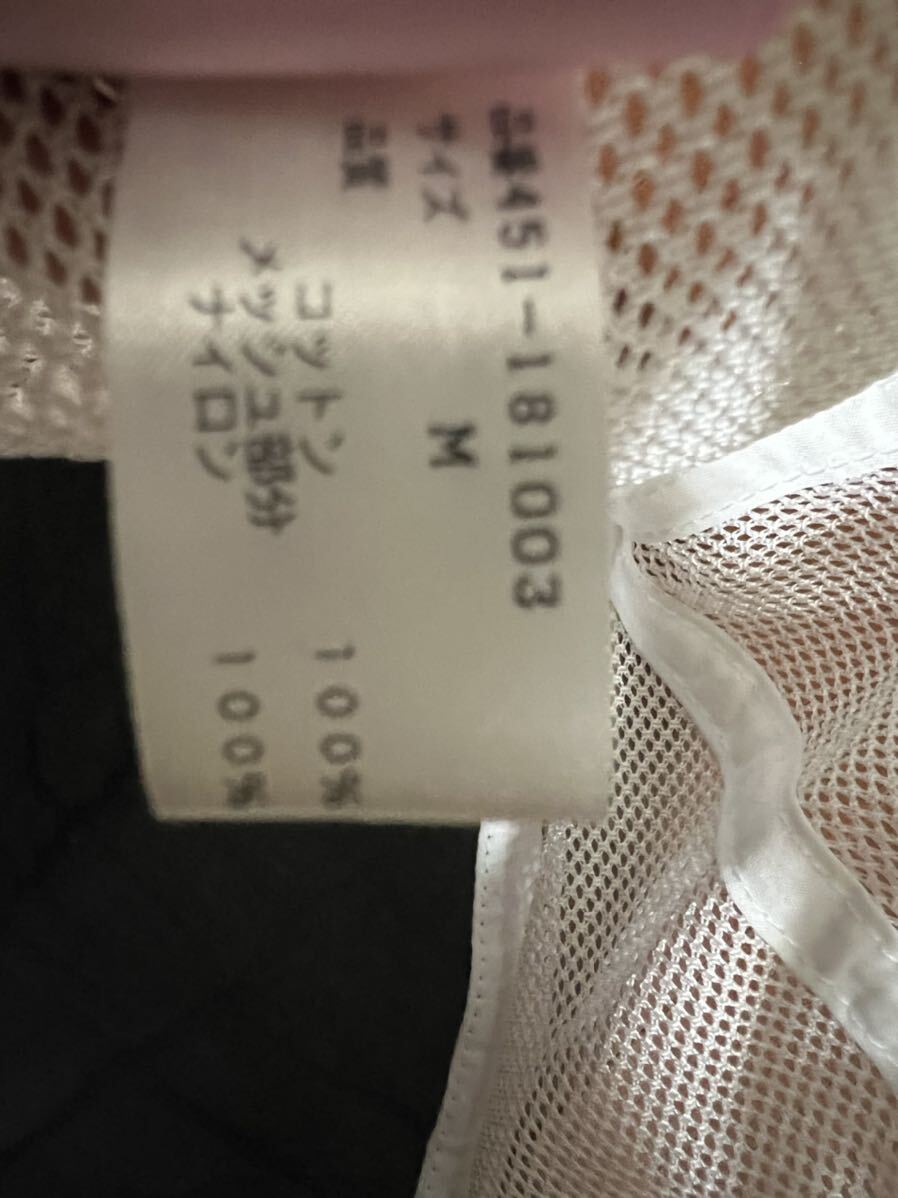 品番451-181003
サイズ M
品質
コットン 100%
メッシュ部分
ナイロン 100%